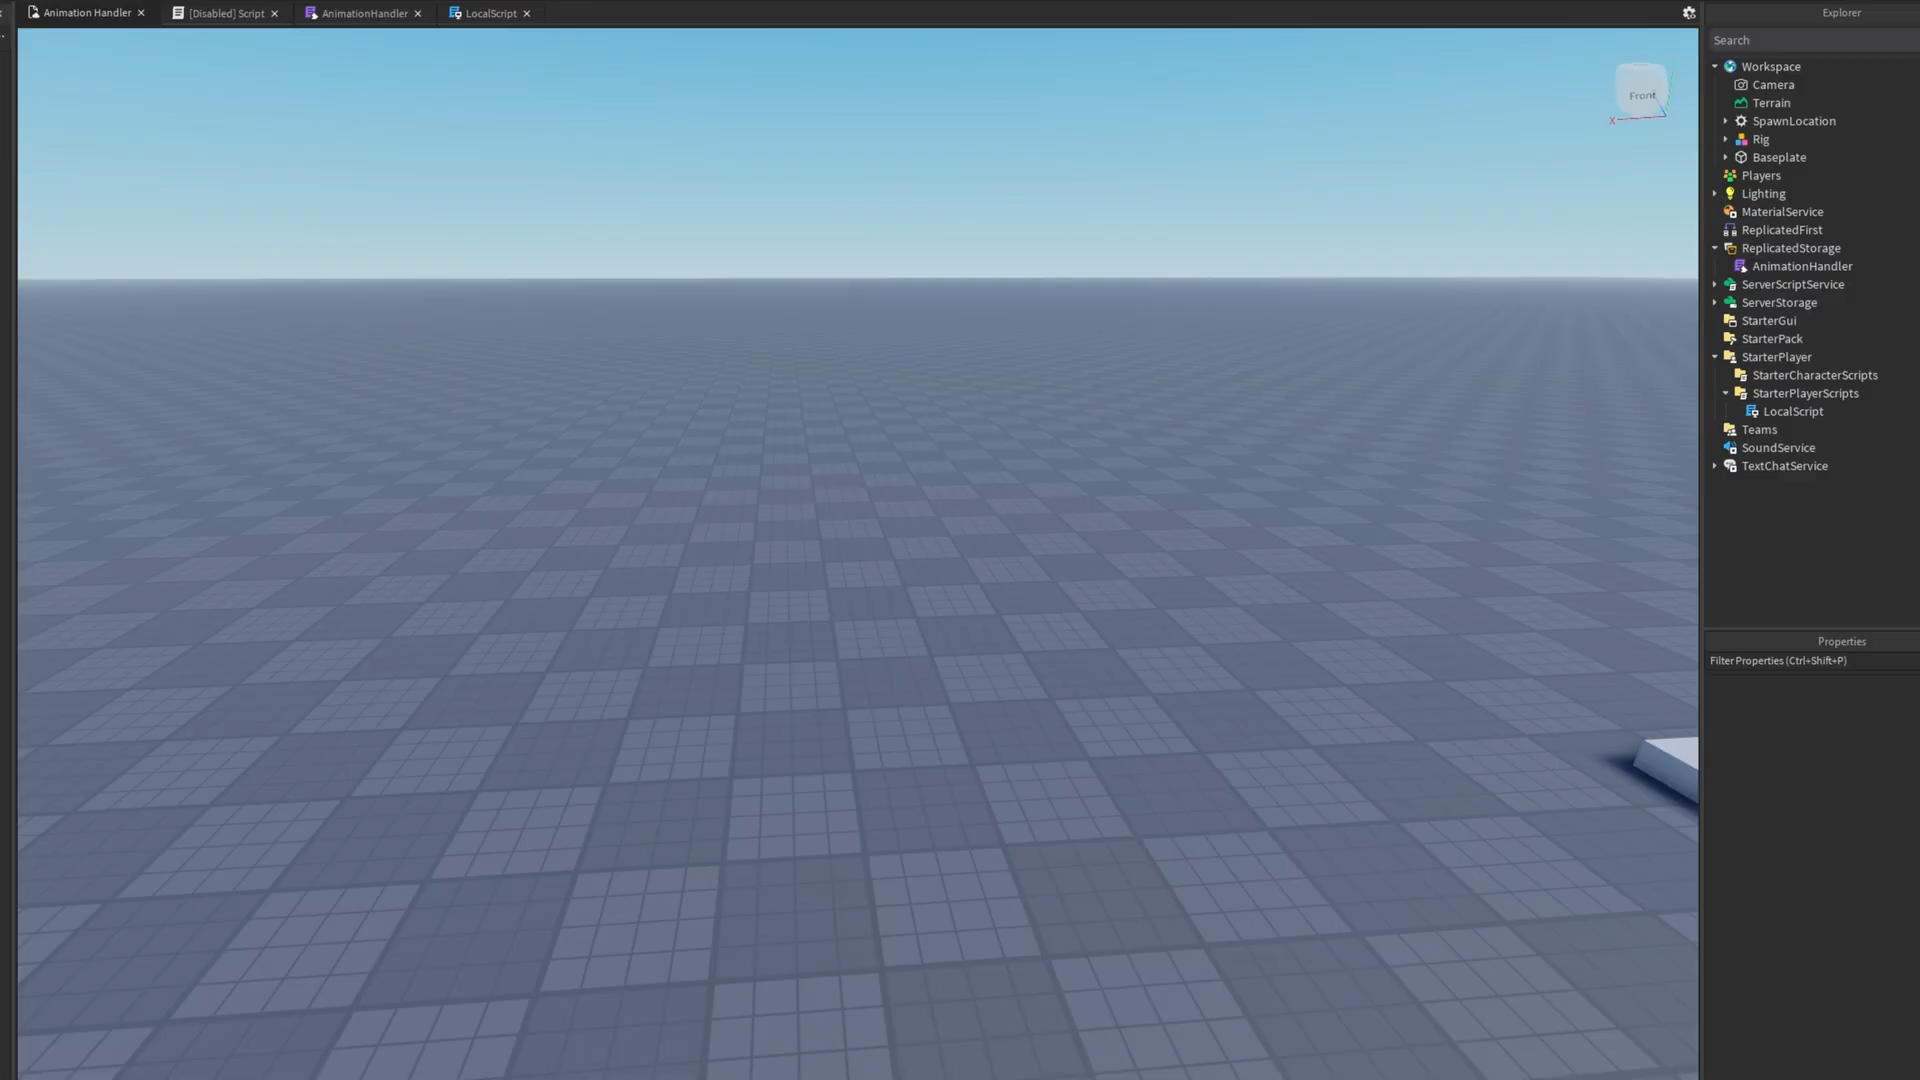 Animation Handler
[Disabled] Script
AnimationHandler
LocalScript
Front
X
Explorer
Search
Workspace
Camera
Terrain
SpawnLocation
Rig
Baseplate
Players
Lighting
MaterialService
ReplicatedFirst
ReplicatedStorage
AnimationHandler
ServerScriptService
ServerStorage
StarterGui
StarterPack
StarterPlayer
StarterCharacterScripts
StarterPlayerScripts
LocalScript
Teams
SoundService
TextChatService
Properties
Filter Properties (Ctrl+Shift+P)